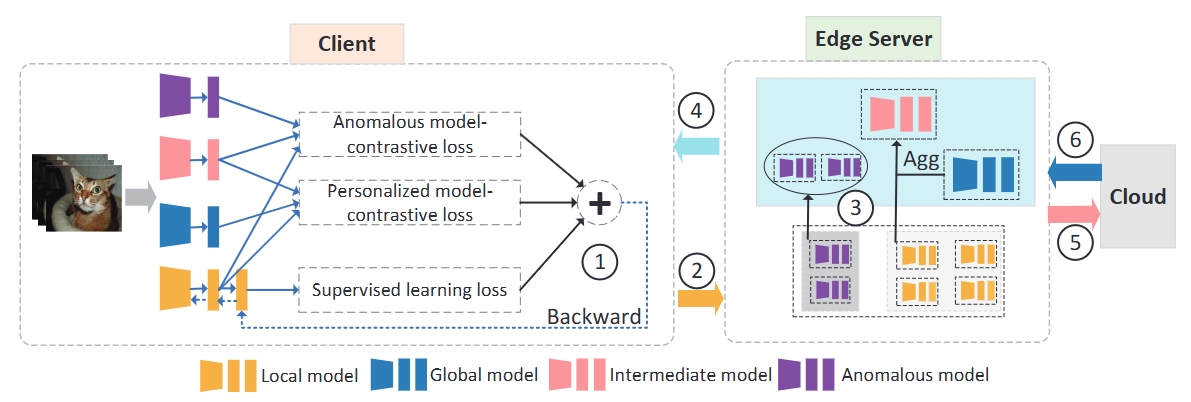 Client
Edge Server
Anomalous model-
contrastive loss
Personalized model-
contrastive loss
Supervised learning loss
+
1
Backward
2
4
Agg
3
6
5
Cloud
Local model
Global model
Intermediate model
Anomalous model